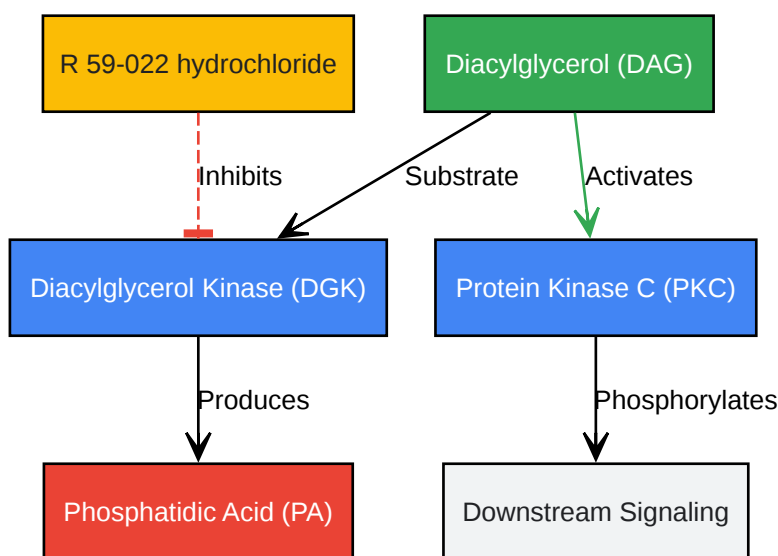 R 59-022 hydrochloride
Diacylglycerol (DAG)
Inhibits
Substrate
Activates
Diacylglycerol Kinase (DGK)
Protein Kinase C (PKC)
Produces
Phosphorylates
Phosphatidic Acid (PA)
Downstream Signaling